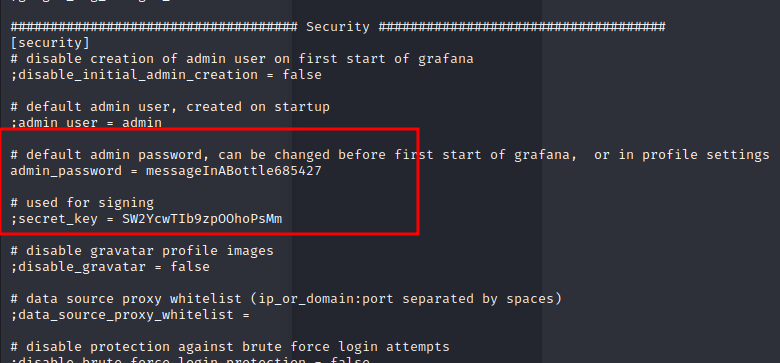 ##################################### Security #####################################
[security]
# disable creation of admin user on first start of grafana
;disable_initial_admin_creation = false
# default admin user, created on startup
;admin_user = admin
# default admin password, can be changed before first start of grafana,  or in profile settings
admin_password = messageInABottle685427
# used for signing
;secret_key = SW2YcwTIb9zpOOhoPsMm
# disable gravatar profile images
;disable_gravatar = false
# data source proxy whitelist (ip_or_domain:port separated by spaces)
;data_source_proxy_whitelist =
# disable protection against brute force login attempts
;disable_brute_force_login_protection = false